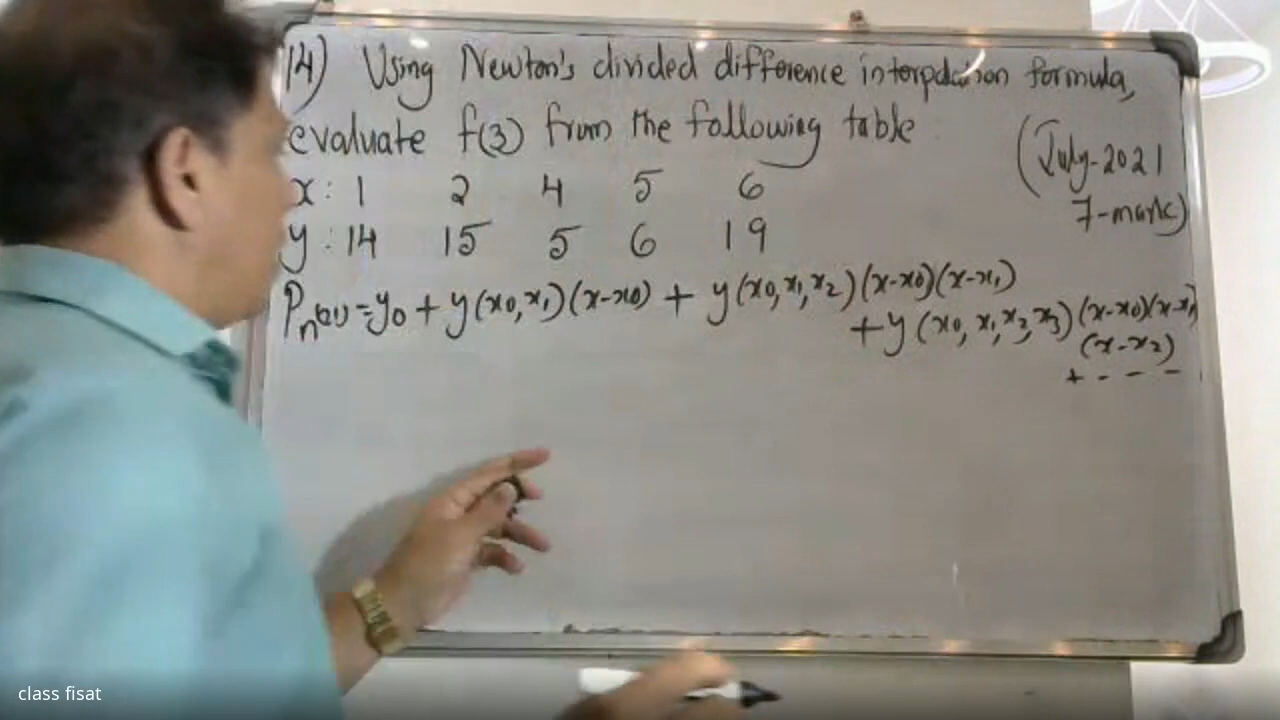 14) Using Newton's divided difference interpolation formula,
evaluate f(3) from the following table
(July-2021
7-mark)
x : 1 2 4 5 6
y : 14 15 5 6 19
Pn(x) = y0 + y(x0, x1)(x-x0) + y(x0, x1, x2)(x-x0)(x-x1)
+ y(x0, x1, x2, x3)(x-x0)(x-x1)
(x-x2)
+ - - -
class fisat